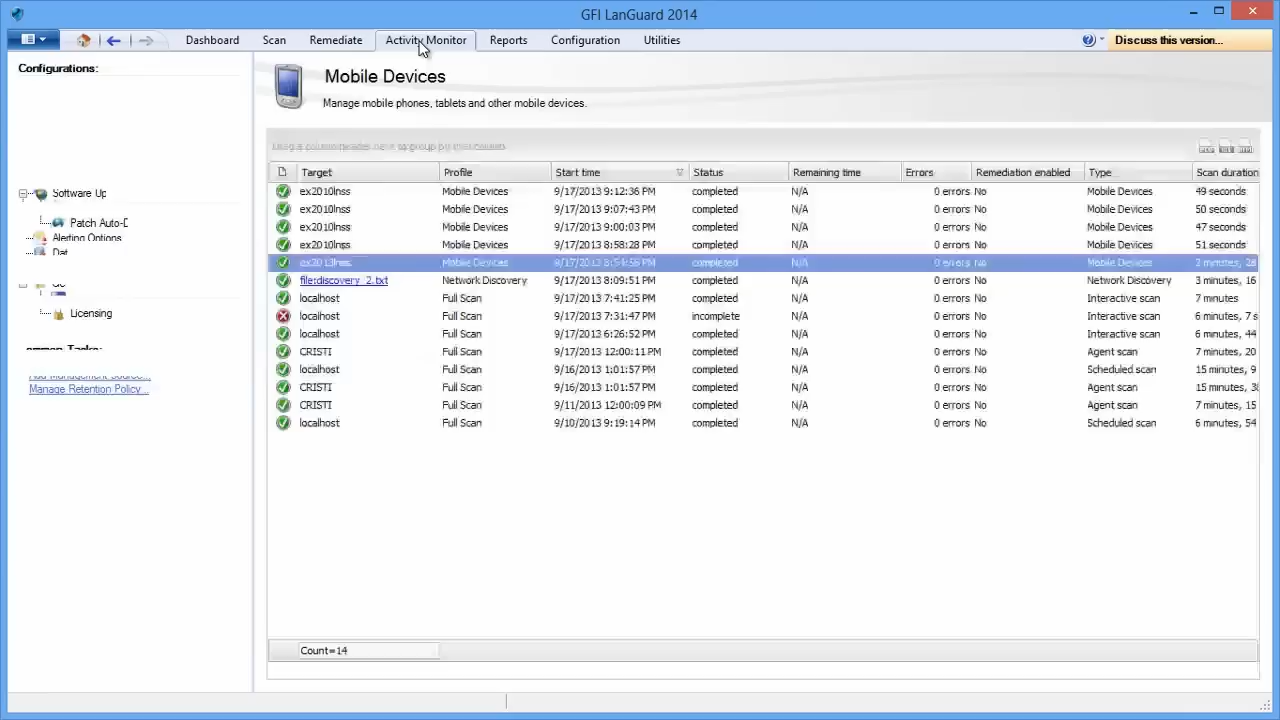 GFI LanGuard 2014
Dashboard Scan Remediate Activity Monitor Reports Configuration Utilities Discuss this version...
Configurations:
Mobile Devices
Manage mobile phones, tablets and other mobile devices.
Software Up
Patch Auto-D
Alerting Options
Dat
Licensing
Manage Retention Policy...
Target Profile Start time Status Remaining time Errors Remediation enabled Type Scan duration
ex2010lnss Mobile Devices 9/17/2013 9:12:36 PM completed N/A 0 errors No Mobile Devices 49 seconds
ex2010lnss Mobile Devices 9/17/2013 9:07:43 PM completed N/A 0 errors No Mobile Devices 50 seconds
ex2010lnss Mobile Devices 9/17/2013 9:00:03 PM completed N/A 0 errors No Mobile Devices 47 seconds
ex2010lnss Mobile Devices 9/17/2013 8:58:28 PM completed N/A 0 errors No Mobile Devices 51 seconds
ex2013lnss Mobile Devices 9/17/2013 8:54:56 PM completed N/A 0 errors No Mobile Devices 2 minutes, 28
file:discovery_2.txt Network Discovery 9/17/2013 8:09:51 PM completed N/A 0 errors No Network Discovery 3 minutes, 16
localhost Full Scan 9/17/2013 7:41:25 PM completed N/A 0 errors No Interactive scan 7 minutes
localhost Full Scan 9/17/2013 7:31:47 PM incomplete N/A 0 errors No Interactive scan 6 minutes, 7 s
localhost Full Scan 9/17/2013 6:26:52 PM completed N/A 0 errors No Interactive scan 6 minutes, 44
CRISTI Full Scan 9/17/2013 12:00:11 PM completed N/A 0 errors No Agent scan 7 minutes, 20
localhost Full Scan 9/16/2013 1:01:57 PM completed N/A 0 errors No Scheduled scan 15 minutes, 9
CRISTI Full Scan 9/16/2013 1:01:57 PM completed N/A 0 errors No Agent scan 15 minutes, 38
CRISTI Full Scan 9/11/2013 12:00:09 PM completed N/A 0 errors No Agent scan 7 minutes, 15
localhost Full Scan 9/10/2013 9:19:14 PM completed N/A 0 errors No Scheduled scan 6 minutes, 54
Count=14